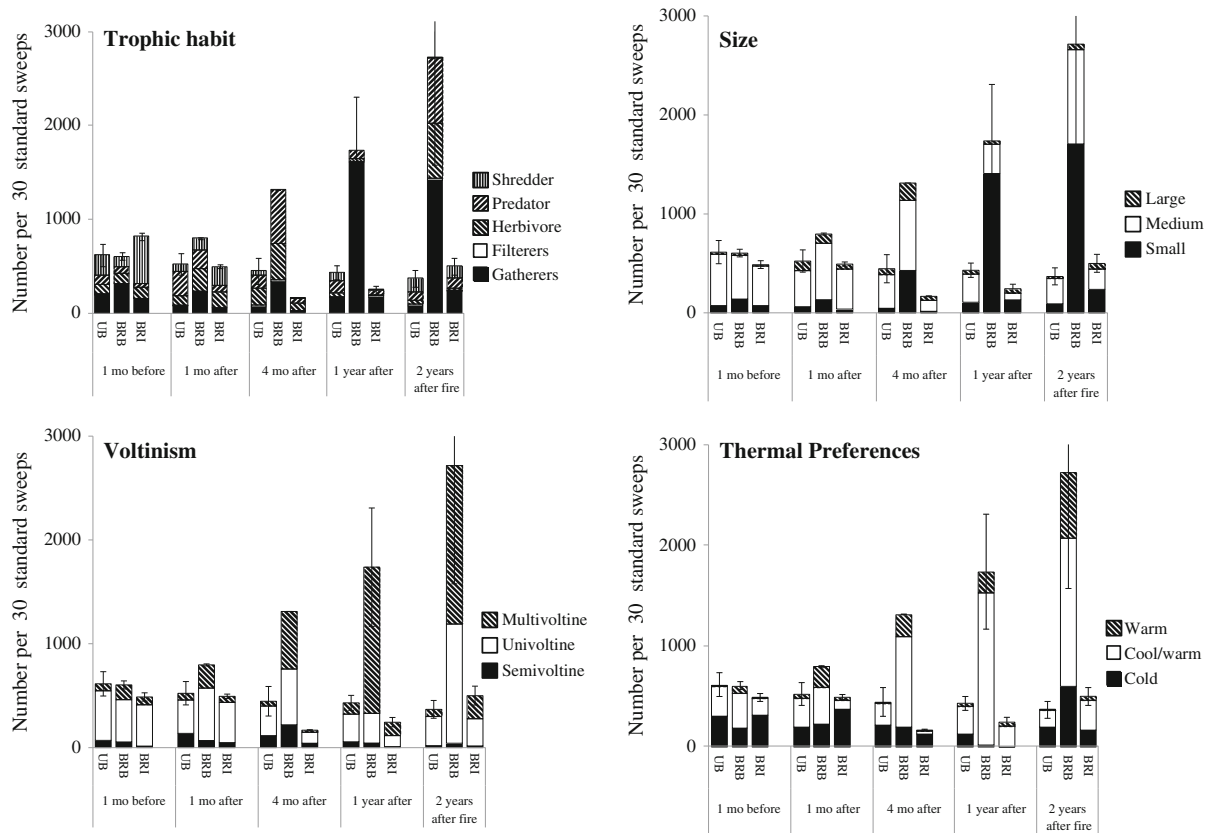 Trophic habit
Number per 30 standard sweeps
3000
2000
1000
0
Shredder
Predator
Herbivore
Filterers
Gatherers
UB BRB BRI UB BRB BRI UB BRB BRI UB BRB BRI UB BRB BRI
1 mo before 1 mo after 4 mo after 1 year after 2 years
after fire
Size
Number per 30 standard sweeps
3000
2000
1000
0
Large
Medium
Small
UB BRB BRI UB BRB BRI UB BRB BRI UB BRB BRI UB BRB BRI
1 mo before 1 mo after 4 mo after 1 year after 2 years
after fire
Voltinism
Number per 30 standard sweeps
3000
2000
1000
0
Multivoltine
Univoltine
Semivoltine
UB BRB BRI UB BRB BRI UB BRB BRI UB BRB BRI UB BRB BRI
1 mo before 1 mo after 4 mo after 1 year after 2 years
after fire
Thermal Preferences
Number per 30 standard sweeps
3000
2000
1000
0
Warm
Cool/warm
Cold
UB BRB BRI UB BRB BRI UB BRB BRI UB BRB BRI UB BRB BRI
1 mo before 1 mo after 4 mo after 1 year after 2 years
after fire